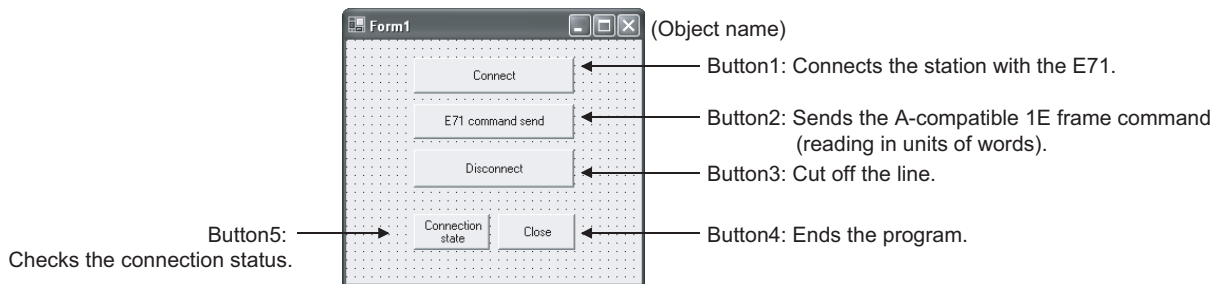 Form1
(Object name)
Connect
Button1: Connects the station with the E71.
E71 command send
Button2: Sends the A-compatible 1E frame command
(reading in units of words).
Disconnect
Button3: Cut off the line.
Connection
state
Close
Button5:
Checks the connection status.
Button4: Ends the program.